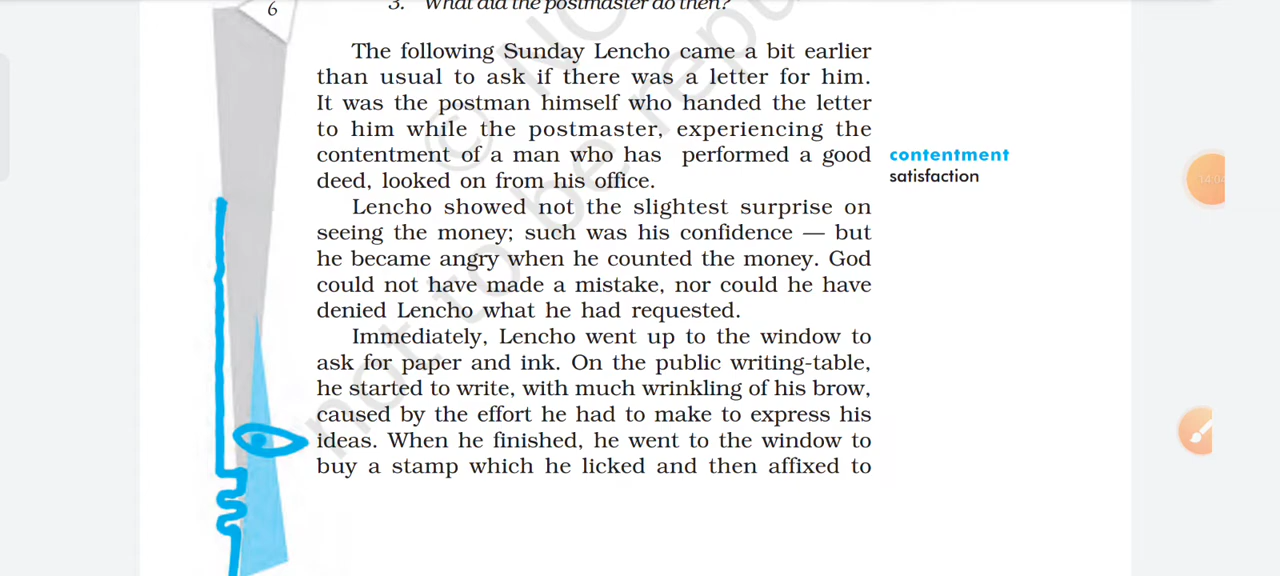 6
3. What did the postmaster do then?
The following Sunday Lencho came a bit earlier
than usual to ask if there was a letter for him.
It was the postman himself who handed the letter
to him while the postmaster, experiencing the
contentment of a man who has performed a good
deed, looked on from his office.
contentment
satisfaction
Lencho showed not the slightest surprise on
seeing the money; such was his confidence — but
he became angry when he counted the money. God
could not have made a mistake, nor could he have
denied Lencho what he had requested.
Immediately, Lencho went up to the window to
ask for paper and ink. On the public writing-table,
he started to write, with much wrinkling of his brow,
caused by the effort he had to make to express his
ideas. When he finished, he went to the window to
buy a stamp which he licked and then affixed to
not to be repu